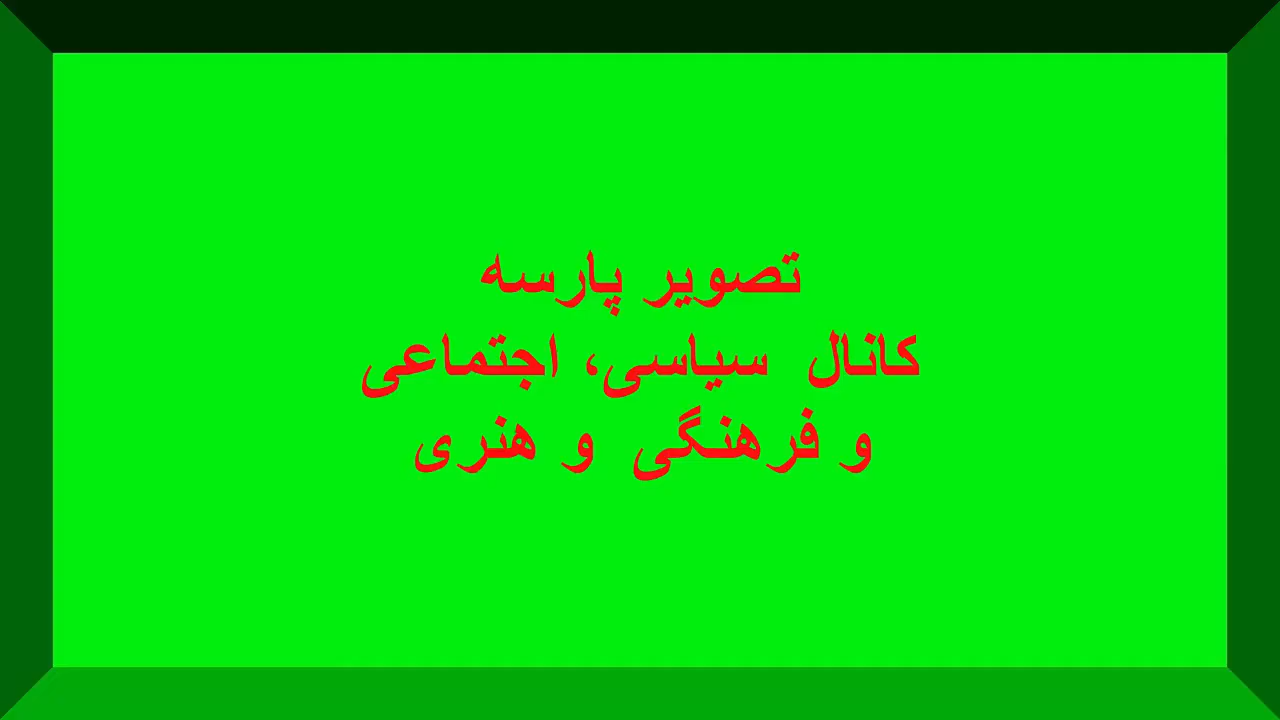 تصویر پارسه
کانال سیاسی، اجتماعی
و فرهنگی و هنری